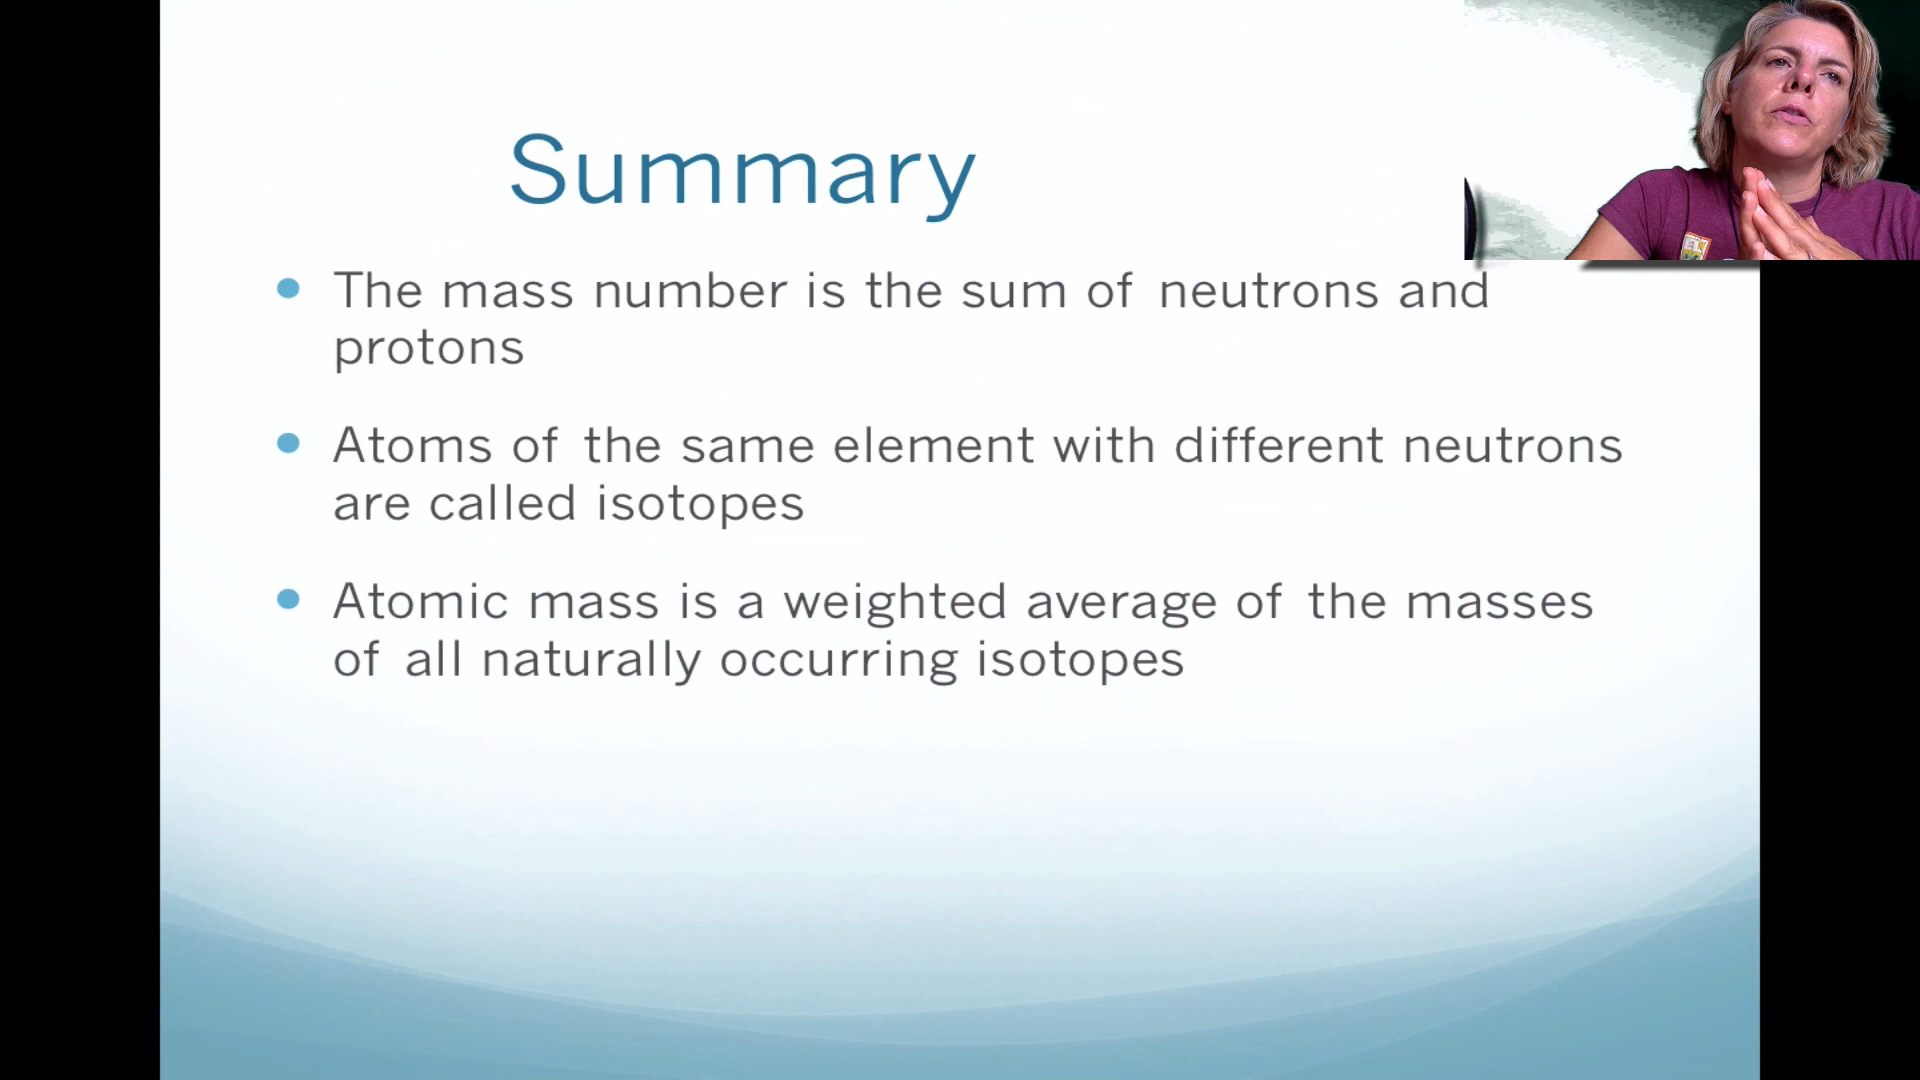 Summary
The mass number is the sum of neutrons and
protons
Atoms of the same element with different neutrons
are called isotopes
Atomic mass is a weighted average of the masses
of all naturally occurring isotopes